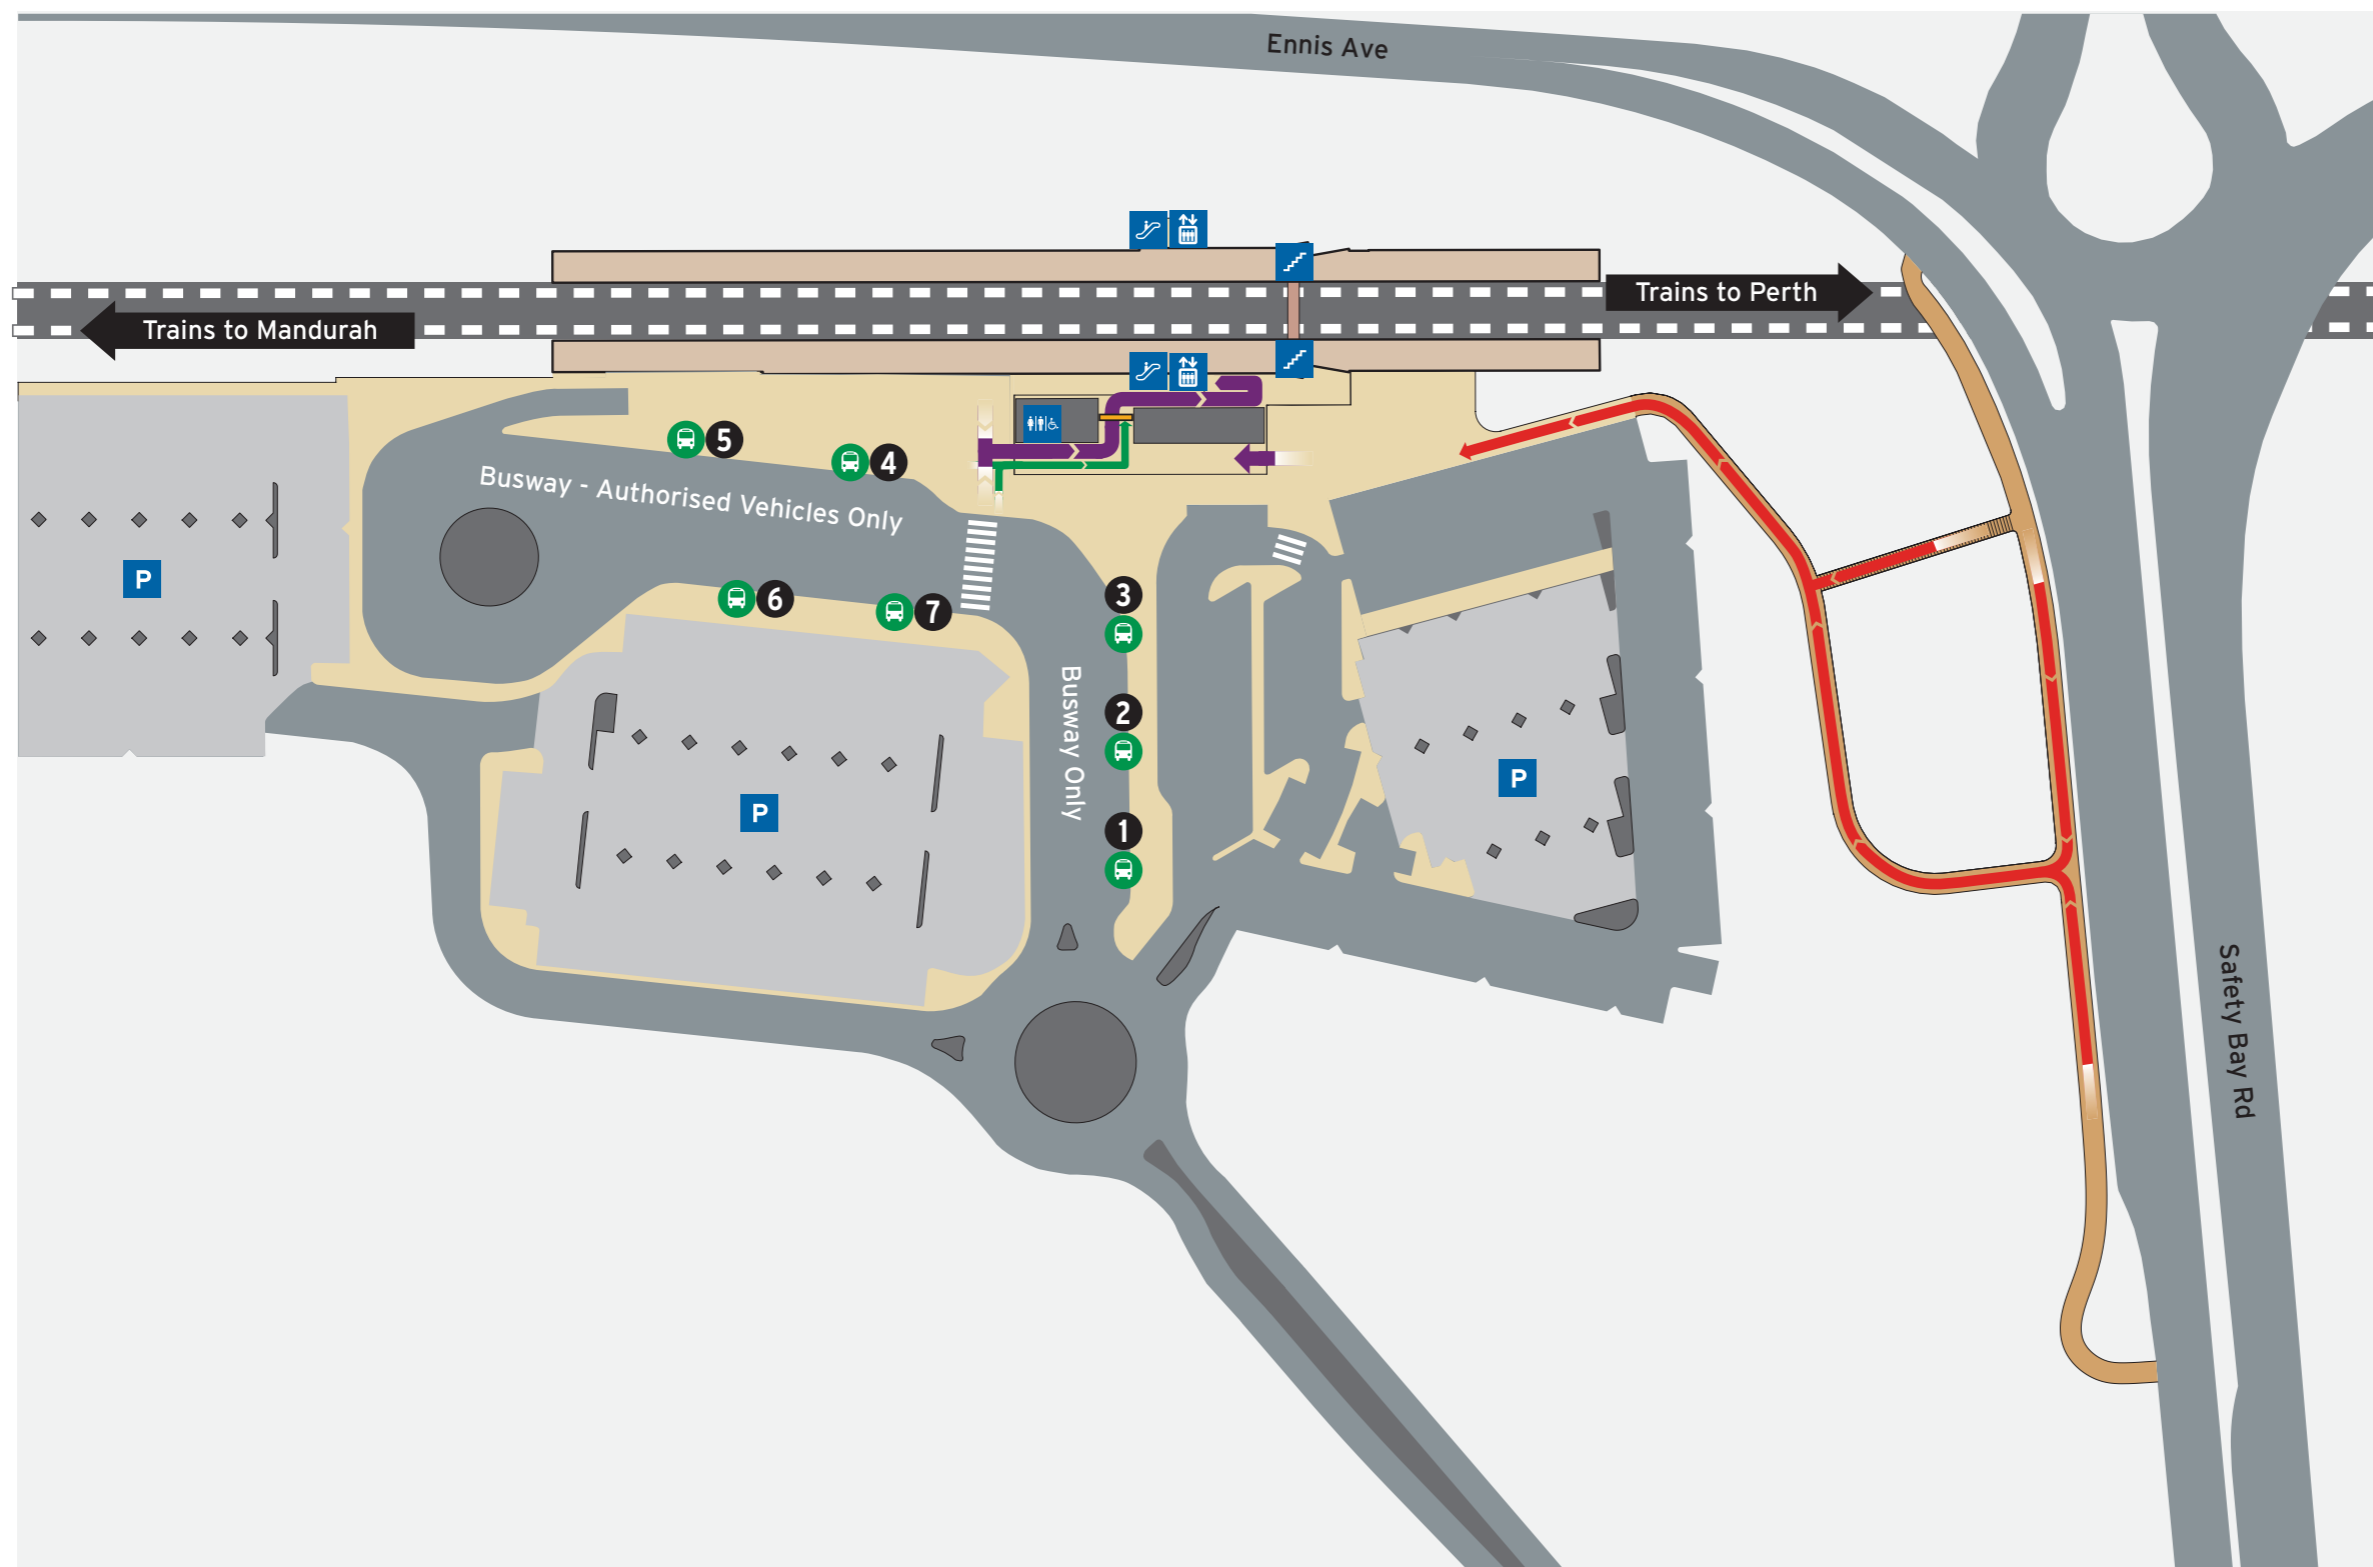 Ennis Ave
Trains to Perth
Trains to Mandurah
5
4
Busway - Authorised Vehicles Only
P
6
7
3
2
Busway Only
P
P
1
Safety Bay Rd